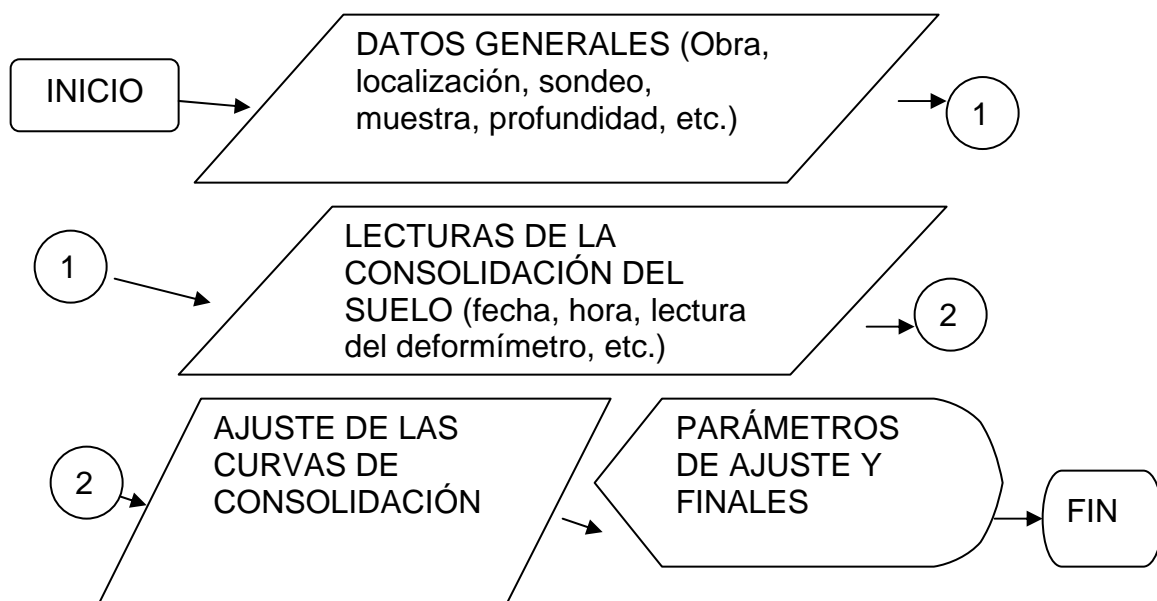 INICIO
DATOS GENERALES (Obra,
localización, sondeo,
muestra, profundidad, etc.)
1
1
LECTURAS DE LA
CONSOLIDACIÓN DEL
SUELO (fecha, hora, lectura
del deformímetro, etc.)
2
2
AJUSTE DE LAS
CURVAS DE
CONSOLIDACIÓN
PARÁMETROS
DE AJUSTE Y
FINALES
FIN